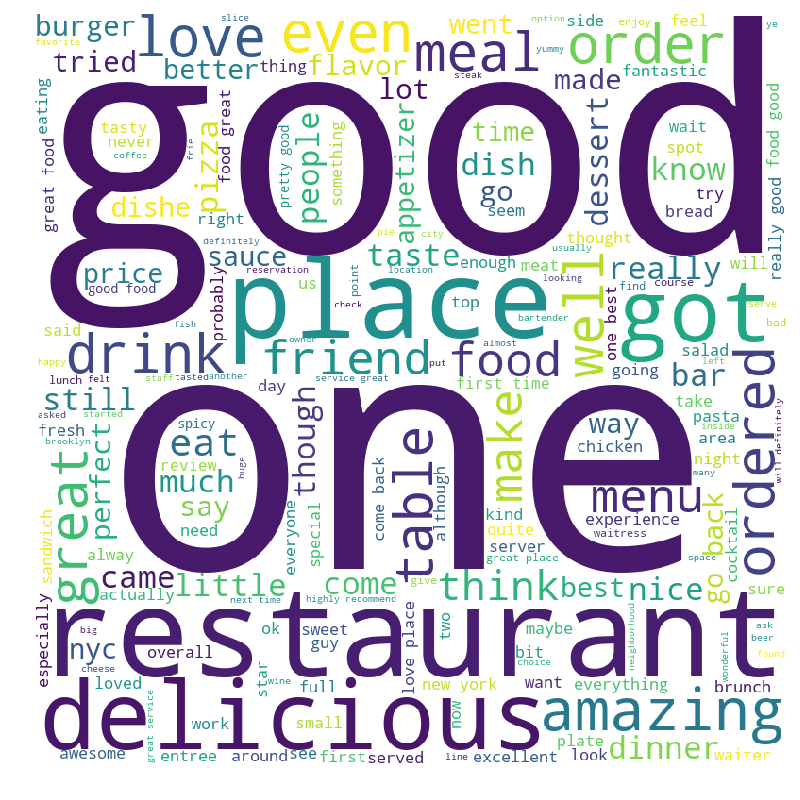 slice
option
enjoy
ye
burger
love
even
went
side
feel
favorite
meal
order
yummy
tried
better
thing
flavor
steak
made
fantastic
lot
good
eating
great food
tasty
never
coffee
frie
pizza
food great
pretty good
people
something
appetizer
time
dish
go
seem
dessert
wait
spot
know
try
bread
really good
food good
dishe
right
definitely
pie
city
thought
usually
sauce
taste
enough
meat
well
really
will
price
good food
probably
reservation
us
point
location
check
place
top
looking
find
course
serve
got
one best
bad
said
fish
owner
bartender
almost
drink
friend
put
food
salad
left
happy
lunch
felt
staff
tasted
another
service great
day
first time
going
bar
ordered
still
though
take
asked
started
fresh
brooklyn
spicy
eat
review
much
say
need
huge
one
come back
table
although
make
way
chicken
pasta
area
inside
night
many
will definitely
menu
experience
waitress
great
perfect
sandwich
alway
everyone
special
kind
quite
server
great place
space
go back
cocktail
came
little
come
give
think
best
nice
sure
actually
especially
next time
highly recommend
restaurant
big
nyc
overall
ok
sweet
guy
love place
two
maybe
bit
neighborhood
ask
beer
cheese
loved
star
wine
full
choice
new york
want
everything
wonderful
found
brunch
delicious
amazing
great service
work
small
now
plate
dinner
awesome
entree
around
see
first
served
line
excellent
look
waiter